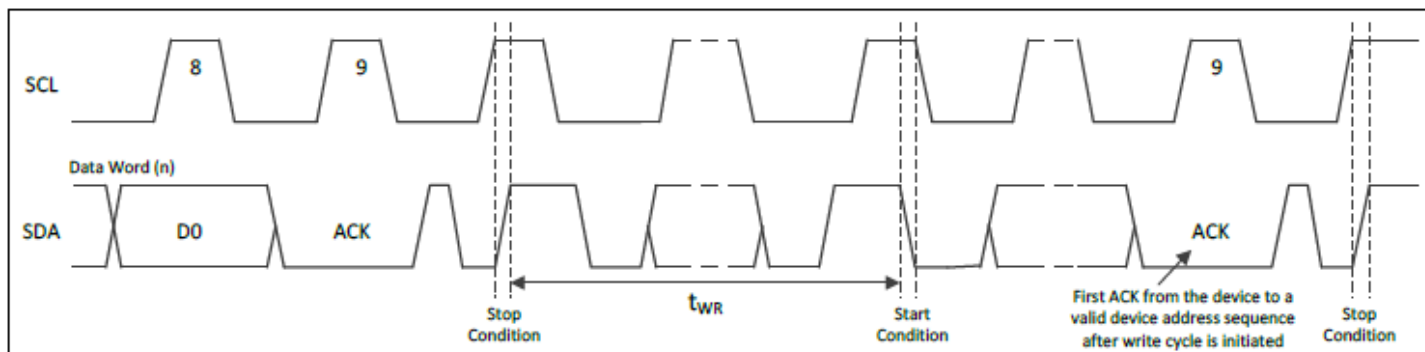 SCL
8
9
9
Data Word (n)
SDA
D0
ACK
ACK
tWR
Stop
Condition
Start
Condition
First ACK from the device to a
valid device address sequence
after write cycle is initiated
Stop
Condition